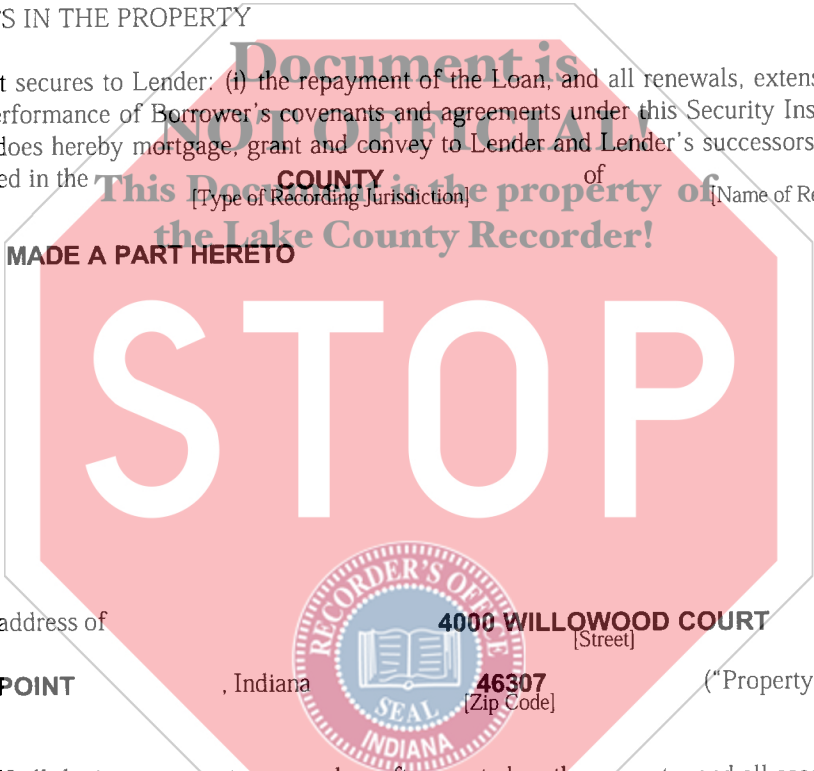 S IN THE PROPERTY
Document is
t secures to Lender: (i) the repayment of the Loan, and all renewals, extens
erformance of Borrower's covenants and agreements under this Security Ins
NOT OFFICIAL!
does hereby mortgage, grant and convey to Lender and Lender's successors
ed in the COUNTY of
This Document is the property of
[Type of Recording Jurisdiction] [Name of Re
the Lake County Recorder!
MADE A PART HERETO
STOP
RECORDER'S OFFICE
address of 4000 WILLOWOOD COURT
[Street]
POINT , Indiana 46307 ("Property
[Zip Code]
SEAL
INDIANA